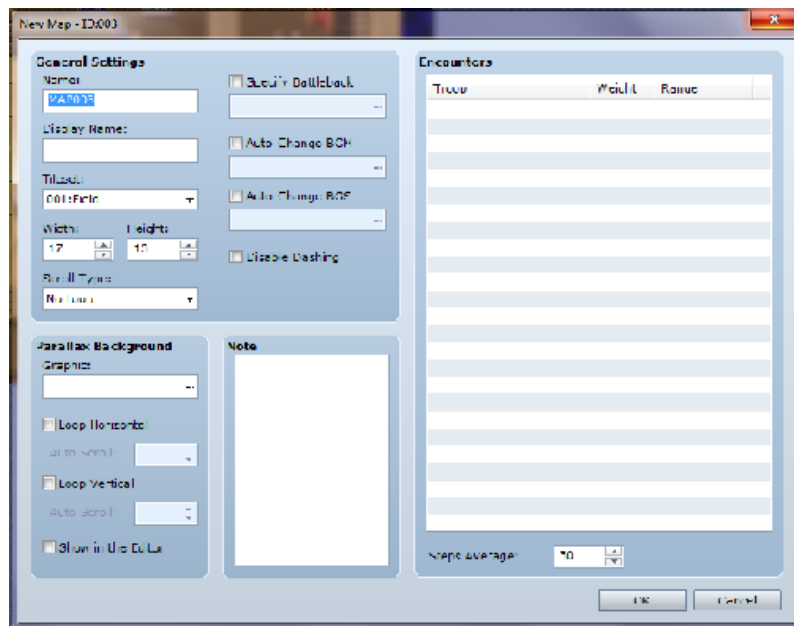 New Map - ID:003
General Settings
Name:
MAP003
Display Name:
Tileset:
001:Field
Width:
Height:
17
13
Scroll Type:
No Loop
Specify Battleback
Auto-Change BGM
Auto-Change BGS
Disable Dashing
Parallax Background
Graphic:
Loop Horizontal
Auto Scroll:
Loop Vertical
Auto Scroll:
Show in the Editor
Note
Encounters
Troop
Weight
Range
Steps Average:
30
OK
Cancel